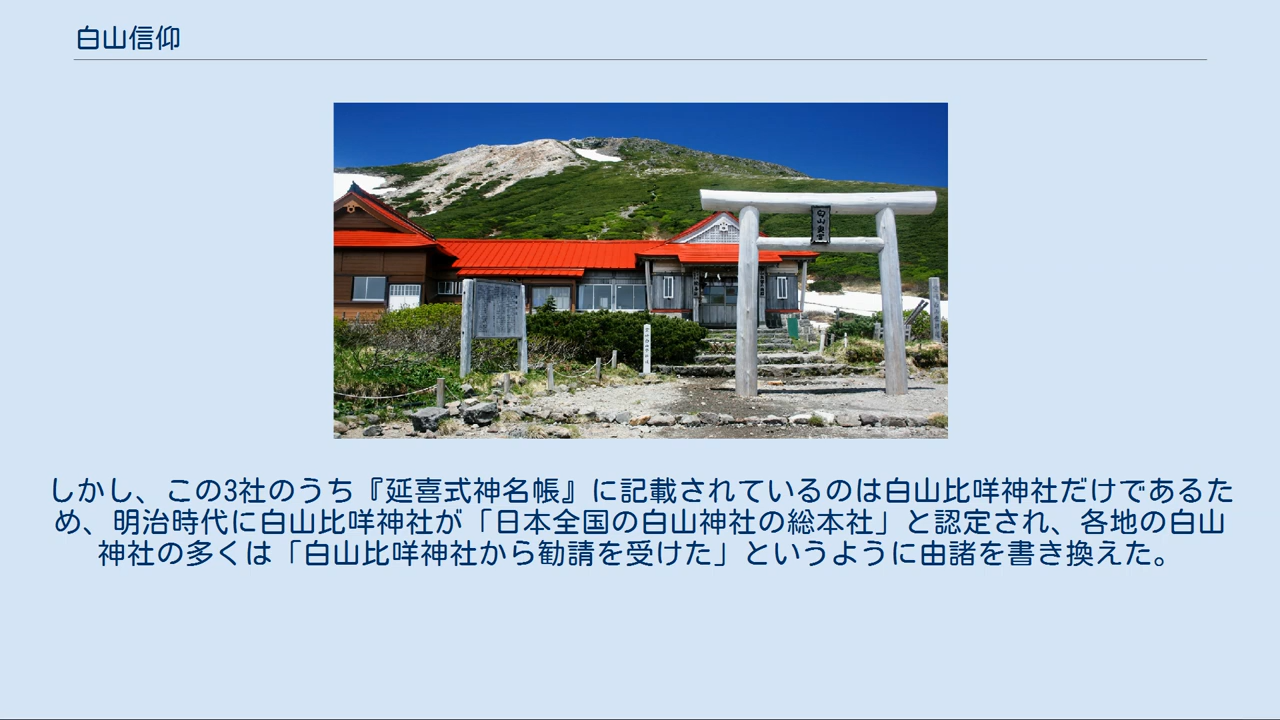 白山信仰
白山奥宮
しかし、この3社のうち『延喜式神名帳』に記載されているのは白山比咩神社だけであるた
め、明治時代に白山比咩神社が「日本全国の白山神社の総本社」と認定され、各地の白山
神社の多くは「白山比咩神社から勧請を受けた」というように由諸を書き換えた。